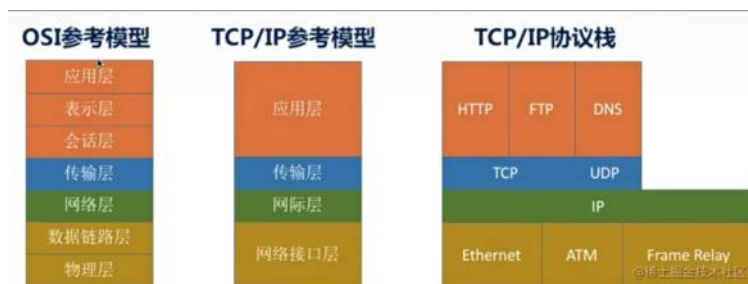 OSI参考模型
应用层
表示层
会话层
传输层
网络层
数据链路层
物理层
TCP/IP参考模型
应用层
传输层
网际层
网络接口层
TCP/IP协议栈
HTTP FTP DNS
TCP UDP
IP
Ethernet ATM Frame Relay
@稀土掘金技术社区